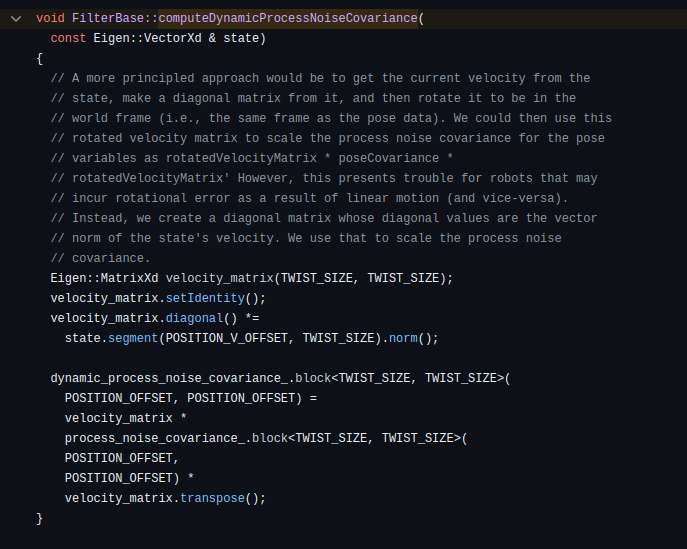 void FilterBase::computeDynamicProcessNoiseCovariance(
  const Eigen::VectorXd & state)
{
  // A more principled approach would be to get the current velocity from the
  // state, make a diagonal matrix from it, and then rotate it to be in the
  // world frame (i.e., the same frame as the pose data). We could then use this
  // rotated velocity matrix to scale the process noise covariance for the pose
  // variables as rotatedVelocityMatrix * poseCovariance *
  // rotatedVelocityMatrix' However, this presents trouble for robots that may
  // incur rotational error as a result of linear motion (and vice-versa).
  // Instead, we create a diagonal matrix whose diagonal values are the vector
  // norm of the state's velocity. We use that to scale the process noise
  // covariance.
  Eigen::MatrixXd velocity_matrix(TWIST_SIZE, TWIST_SIZE);
  velocity_matrix.setIdentity();
  velocity_matrix.diagonal() *=
    state.segment(POSITION_V_OFFSET, TWIST_SIZE).norm();

  dynamic_process_noise_covariance_.block<TWIST_SIZE, TWIST_SIZE>(
    POSITION_OFFSET, POSITION_OFFSET) =
    velocity_matrix *
    process_noise_covariance_.block<TWIST_SIZE, TWIST_SIZE>(
    POSITION_OFFSET,
    POSITION_OFFSET) *
    velocity_matrix.transpose();
}